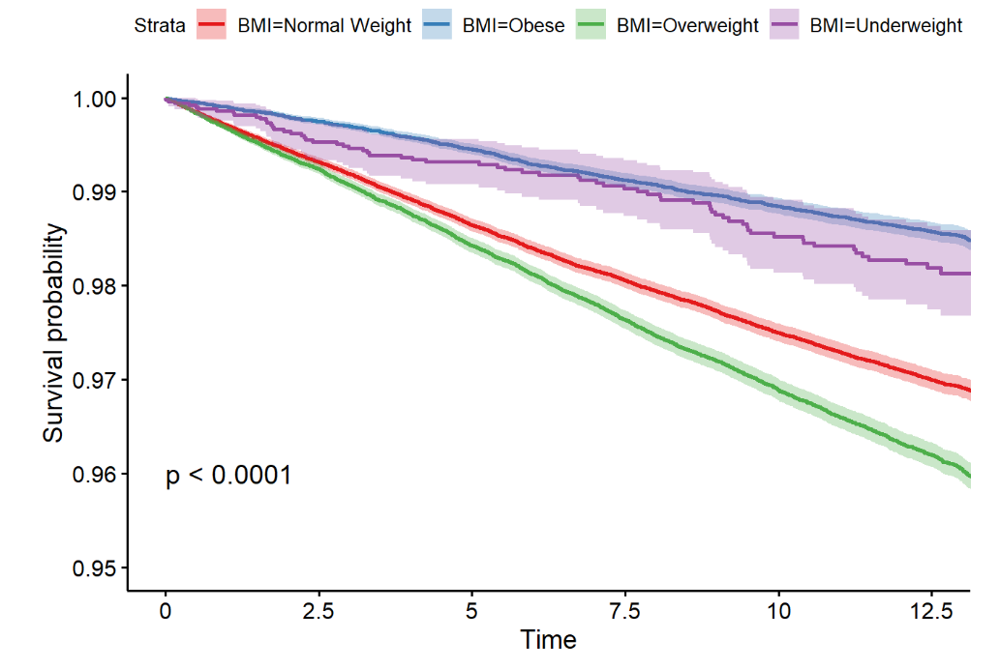 Strata BMI=Normal Weight BMI=Obese BMI=Overweight BMI=Underweight
1.00
0.99
0.98
0.97
0.96
0.95
Survival probability
p < 0.0001
0 2.5 5 7.5 10 12.5
Time